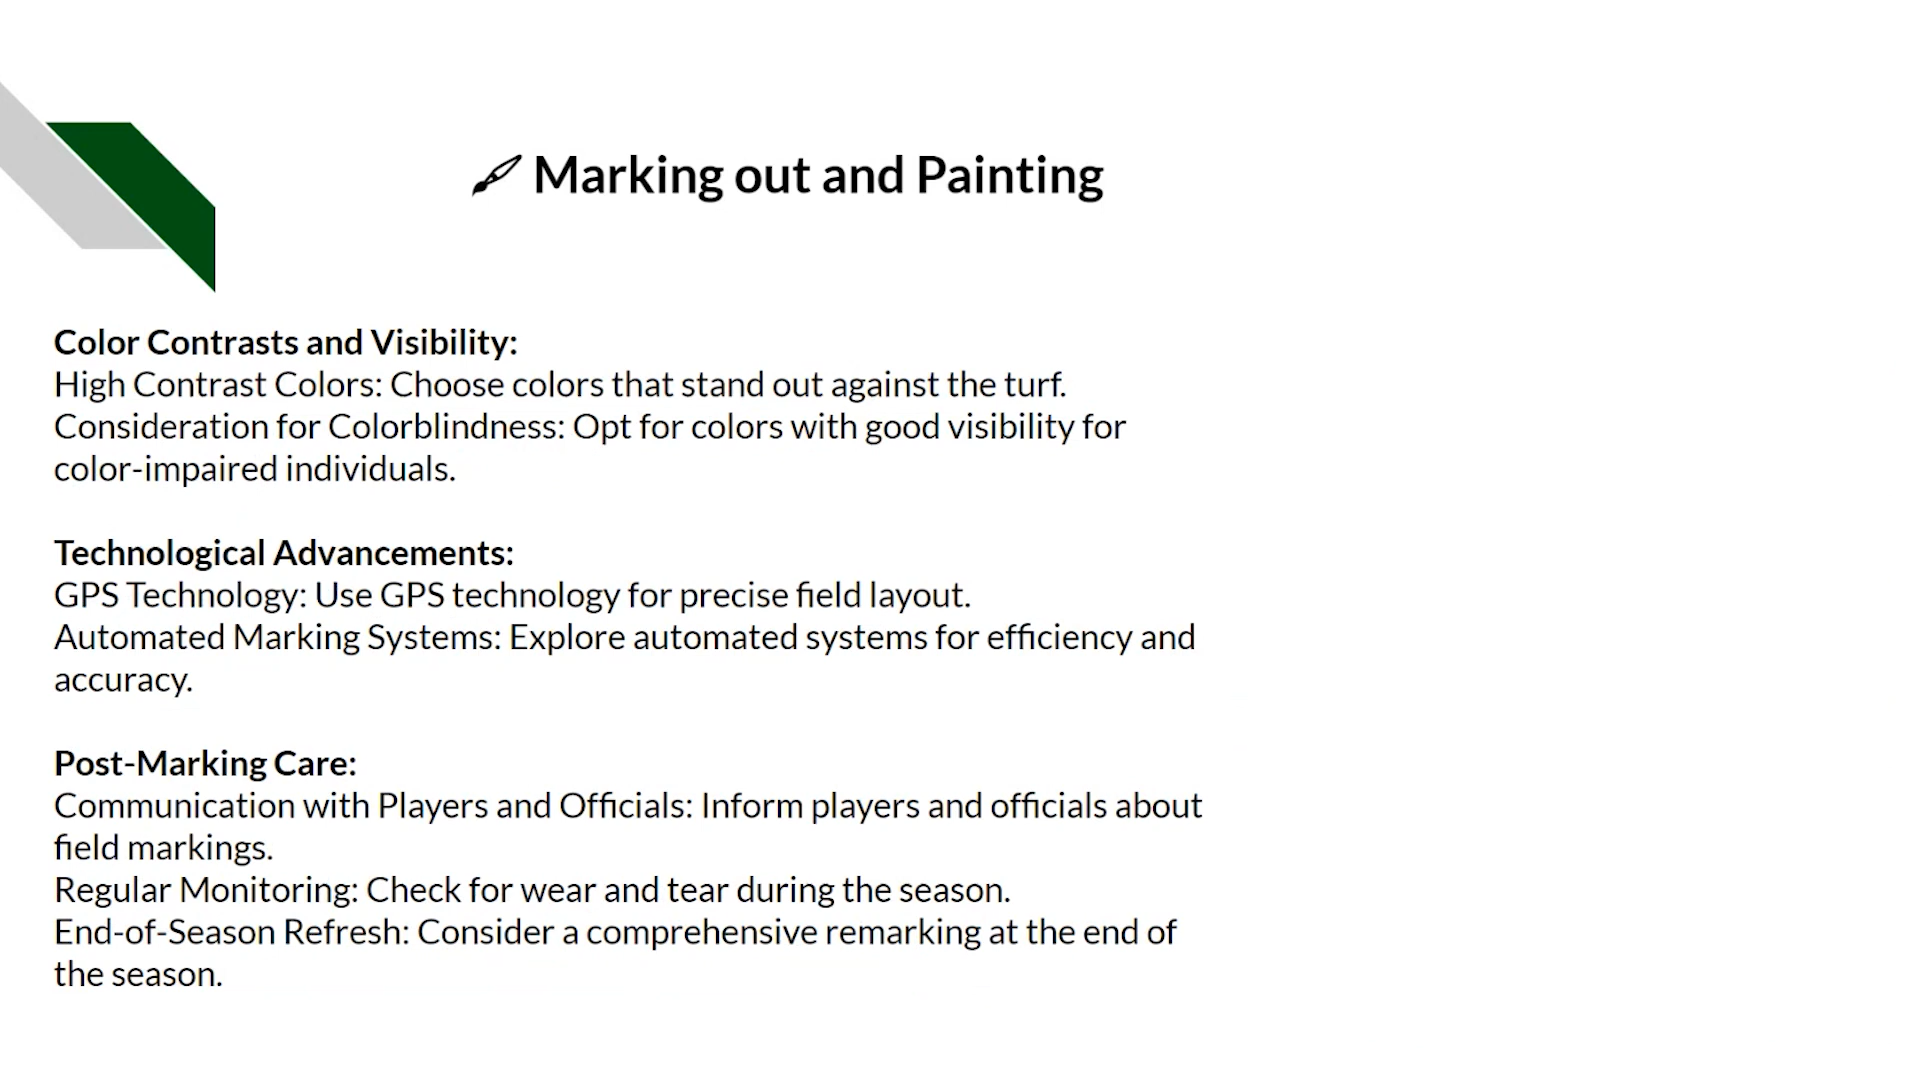 Marking out and Painting
Color Contrasts and Visibility:
High Contrast Colors: Choose colors that stand out against the turf.
Consideration for Colorblindness: Opt for colors with good visibility for
color-impaired individuals.
Technological Advancements:
GPS Technology: Use GPS technology for precise field layout.
Automated Marking Systems: Explore automated systems for efficiency and
accuracy.
Post-Marking Care:
Communication with Players and Officials: Inform players and officials about
field markings.
Regular Monitoring: Check for wear and tear during the season.
End-of-Season Refresh: Consider a comprehensive remarking at the end of
the season.